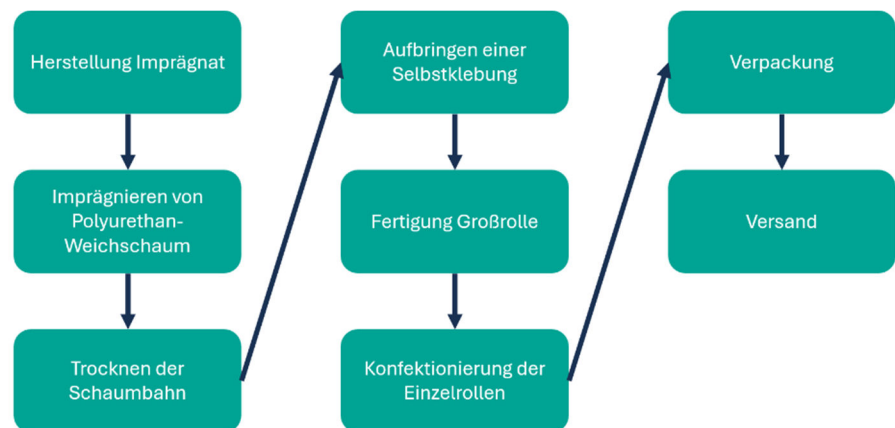 Herstellung Imprägnat
Imprägnieren von
Polyurethan-
Weichschaum
Trocknen der
Schaumbahn
Aufbringen einer
Selbstklebung
Fertigung Großrolle
Konfektionierung der
Einzelrollen
Verpackung
Versand